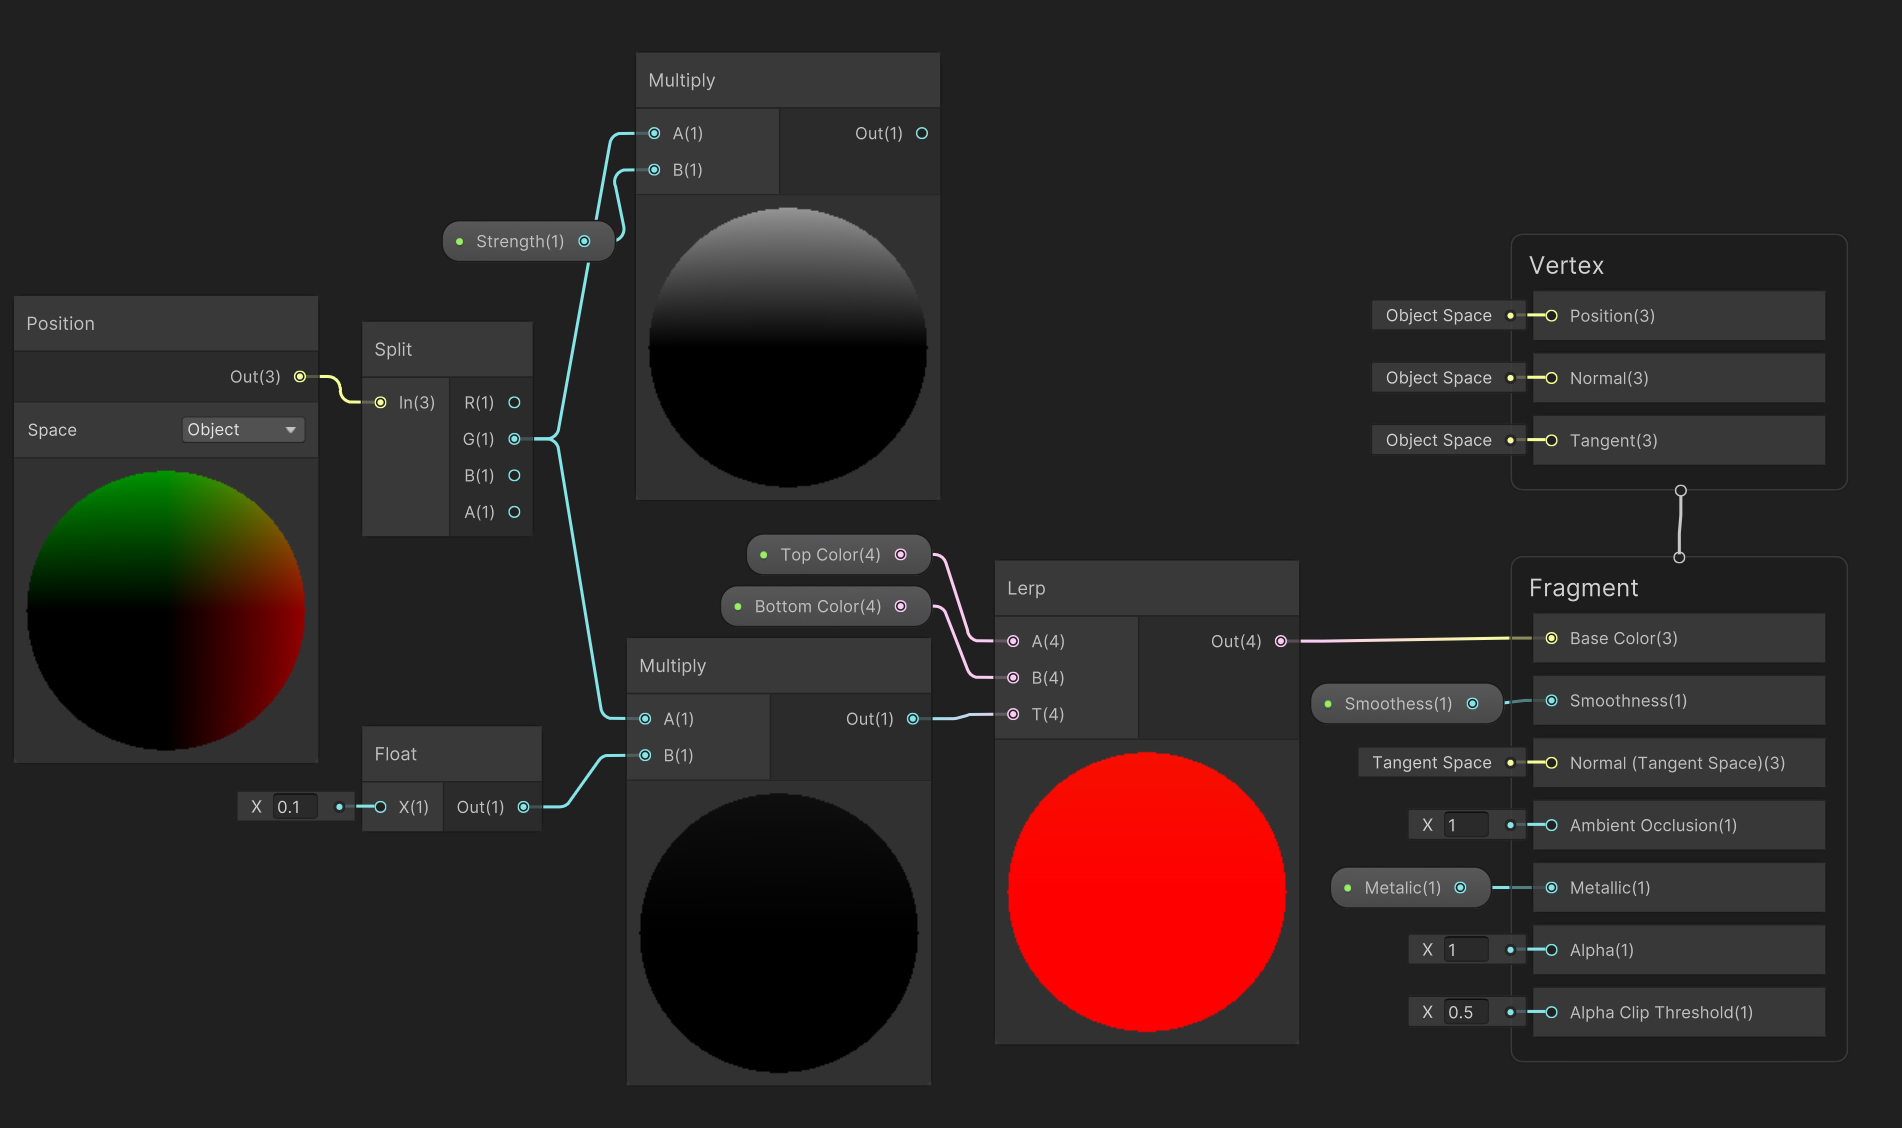 Multiply
A(1)
Out(1)
B(1)
Strength(1)
Position
Out(3)
Space
Object
Split
In(3)
R(1)
G(1)
B(1)
A(1)
Top Color(4)
Bottom Color(4)
Multiply
A(1)
Out(1)
B(1)
Float
X 0.1
X(1)
Out(1)
Lerp
A(4)
Out(4)
B(4)
T(4)
Vertex
Object Space
Position(3)
Object Space
Normal(3)
Object Space
Tangent(3)
Fragment
Base Color(3)
Smoothess(1)
Smoothness(1)
Tangent Space
Normal (Tangent Space)(3)
X 1
Ambient Occlusion(1)
Metalic(1)
Metallic(1)
X 1
Alpha(1)
X 0.5
Alpha Clip Threshold(1)